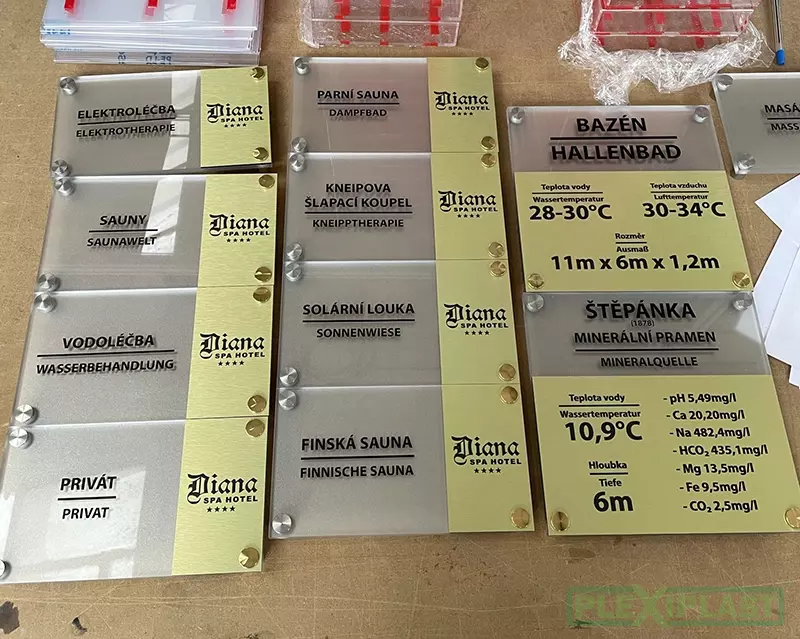 ELEKTROLÉČBA
ELEKTROTHERAPIE
Diana
SPA HOTEL
★★★★
SAUNY
SAUNAWELT
Diana
SPA HOTEL
★★★★
VODOLÉČBA
WASSERBEHANDLUNG
Diana
SPA HOTEL
★★★★
PRIVÁT
PRIVAT
Diana
SPA HOTEL
★★★★
PARNÍ SAUNA
DAMPFBAD
Diana
SPA HOTEL
★★★★
KNEIPOVA
ŠLAPACÍ KOUPEL
KNEIPPTHERAPIE
Diana
SPA HOTEL
★★★★
SOLÁRNÍ LOUKA
SONNENWIESE
Diana
SPA HOTEL
★★★★
FINSKÁ SAUNA
FINNISCHE SAUNA
Diana
SPA HOTEL
★★★★
BAZÉN
HALLENBAD
Teplota vody
Wassertemperatur
28-30°C
Teplota vzduchu
Lufttemperatur
30-34°C
Rozměr
Ausmaß
11m x 6m x 1,2m
ŠTĚPÁNKA
(1878)
MINERÁLNÍ PRAMEN
MINERALQUELLE
Teplota vody
Wassertemperatur
10,9°C
Hloubka
Tiefe
6m
- pH 5,49mg/l
- Ca 20,20mg/l
- Na 482,4mg/l
- HCO₂ 435,1mg/l
- Mg 13,5mg/l
- Fe 9,5mg/l
- CO₂ 2,5mg/l
MASÁ
MASS
PLEXIPLAST